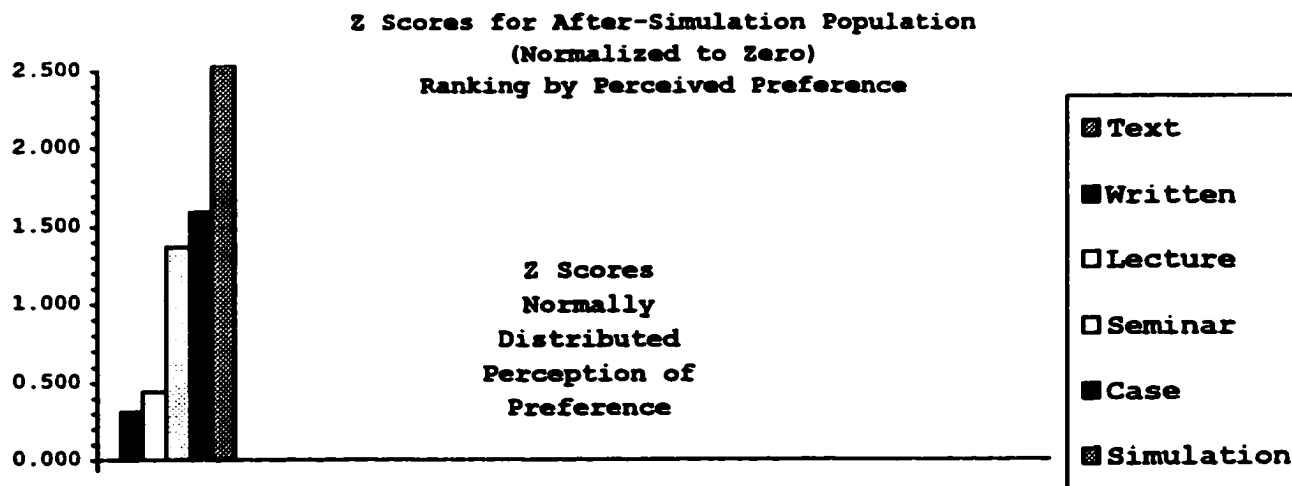 Z Scores for After-Simulation Population
(Normalized to Zero)
Ranking by Perceived Preference
2.500
2.000
1.500
1.000
0.500
0.000
Z Scores
Normally
Distributed
Perception of
Preference
Text
Written
Lecture
Seminar
Case
Simulation